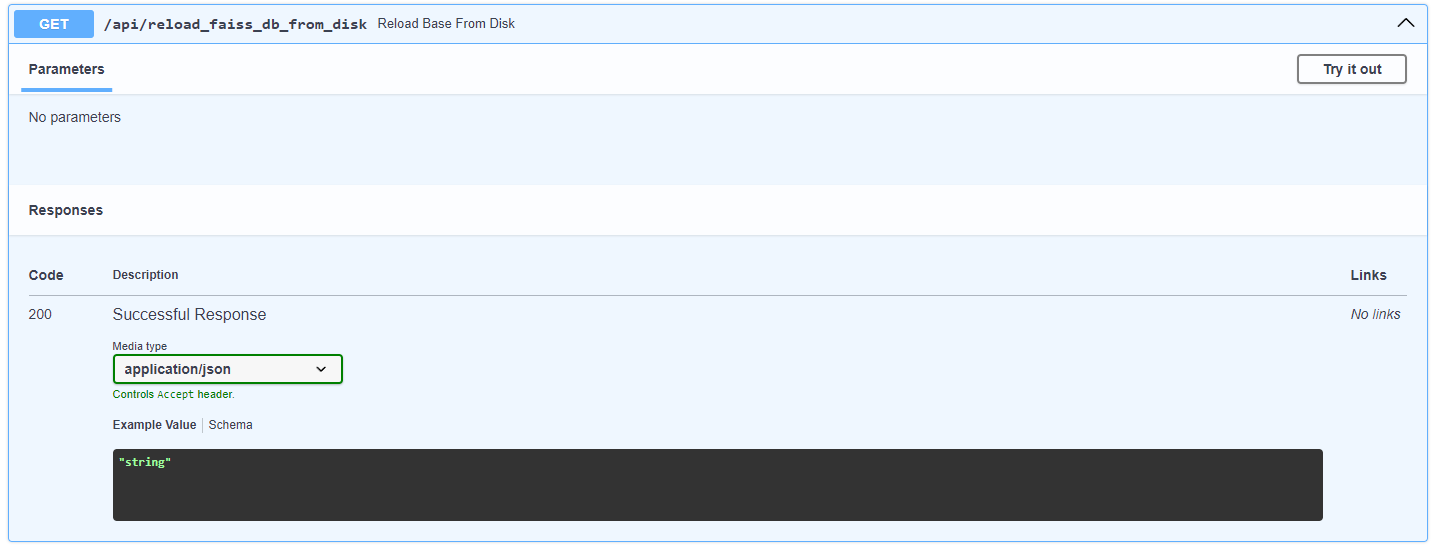 GET /api/reload_faiss_db_from_disk Reload Base From Disk
Parameters Try it out
No parameters
Responses
Code Description Links
200 Successful Response No links
Media type
application/json
Controls Accept header.
Example Value Schema
"string"